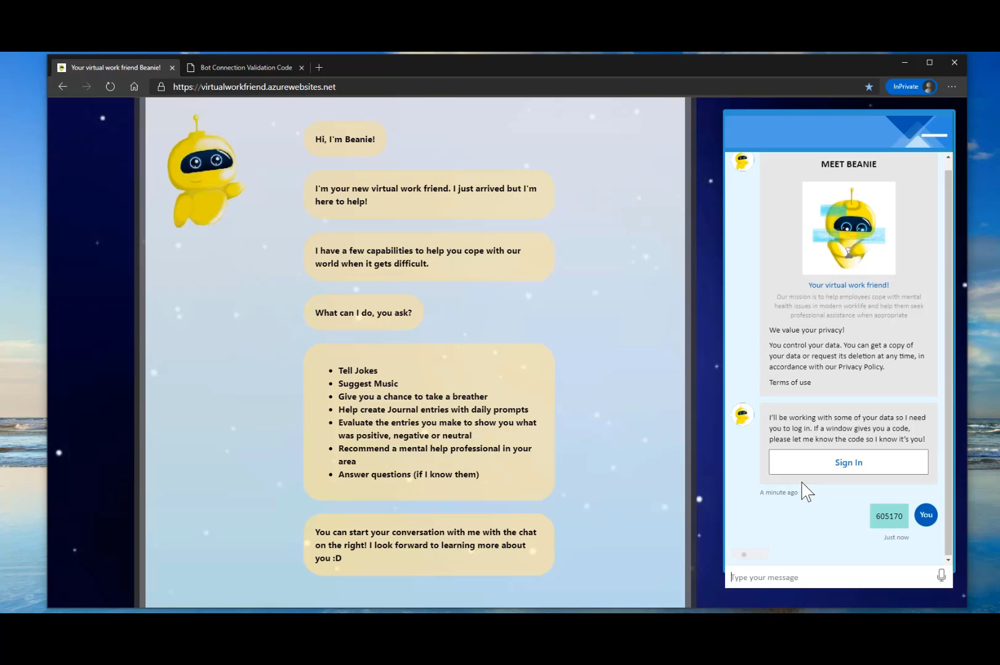 Your virtual work friend Beanie!
Bot Connection Validation Code
https://virtualworkfriend.azurewebsites.net
InPrivate
Hi, I'm Beanie!
I'm your new virtual work friend. I just arrived but I'm
here to help!
I have a few capabilities to help you cope with our
world when it gets difficult.
What can I do, you ask?
• Tell Jokes
• Suggest Music
• Give you a chance to take a breather
• Help create Journal entries with daily prompts
• Evaluate the entries you make to show you what
was positive, negative or neutral
• Recommend a mental help professional in your
area
• Answer questions (if I know them)
You can start your conversation with me with the chat
on the right! I look forward to learning more about
you :D
MEET BEANIE
Your virtual work friend!
Our mission is to help employees cope with mental
health issues in modern worklife and help them seek
professional assistance when appropriate
We value your privacy!
You control your data. You can get a copy of
your data or request its deletion at any time, in
accordance with our Privacy Policy.
Terms of use
I'll be working with some of your data so I need
you to log in. If a window gives you a code,
please let me know the code so I know it's you!
Sign In
A minute ago
605170
You
Just now
Type your message